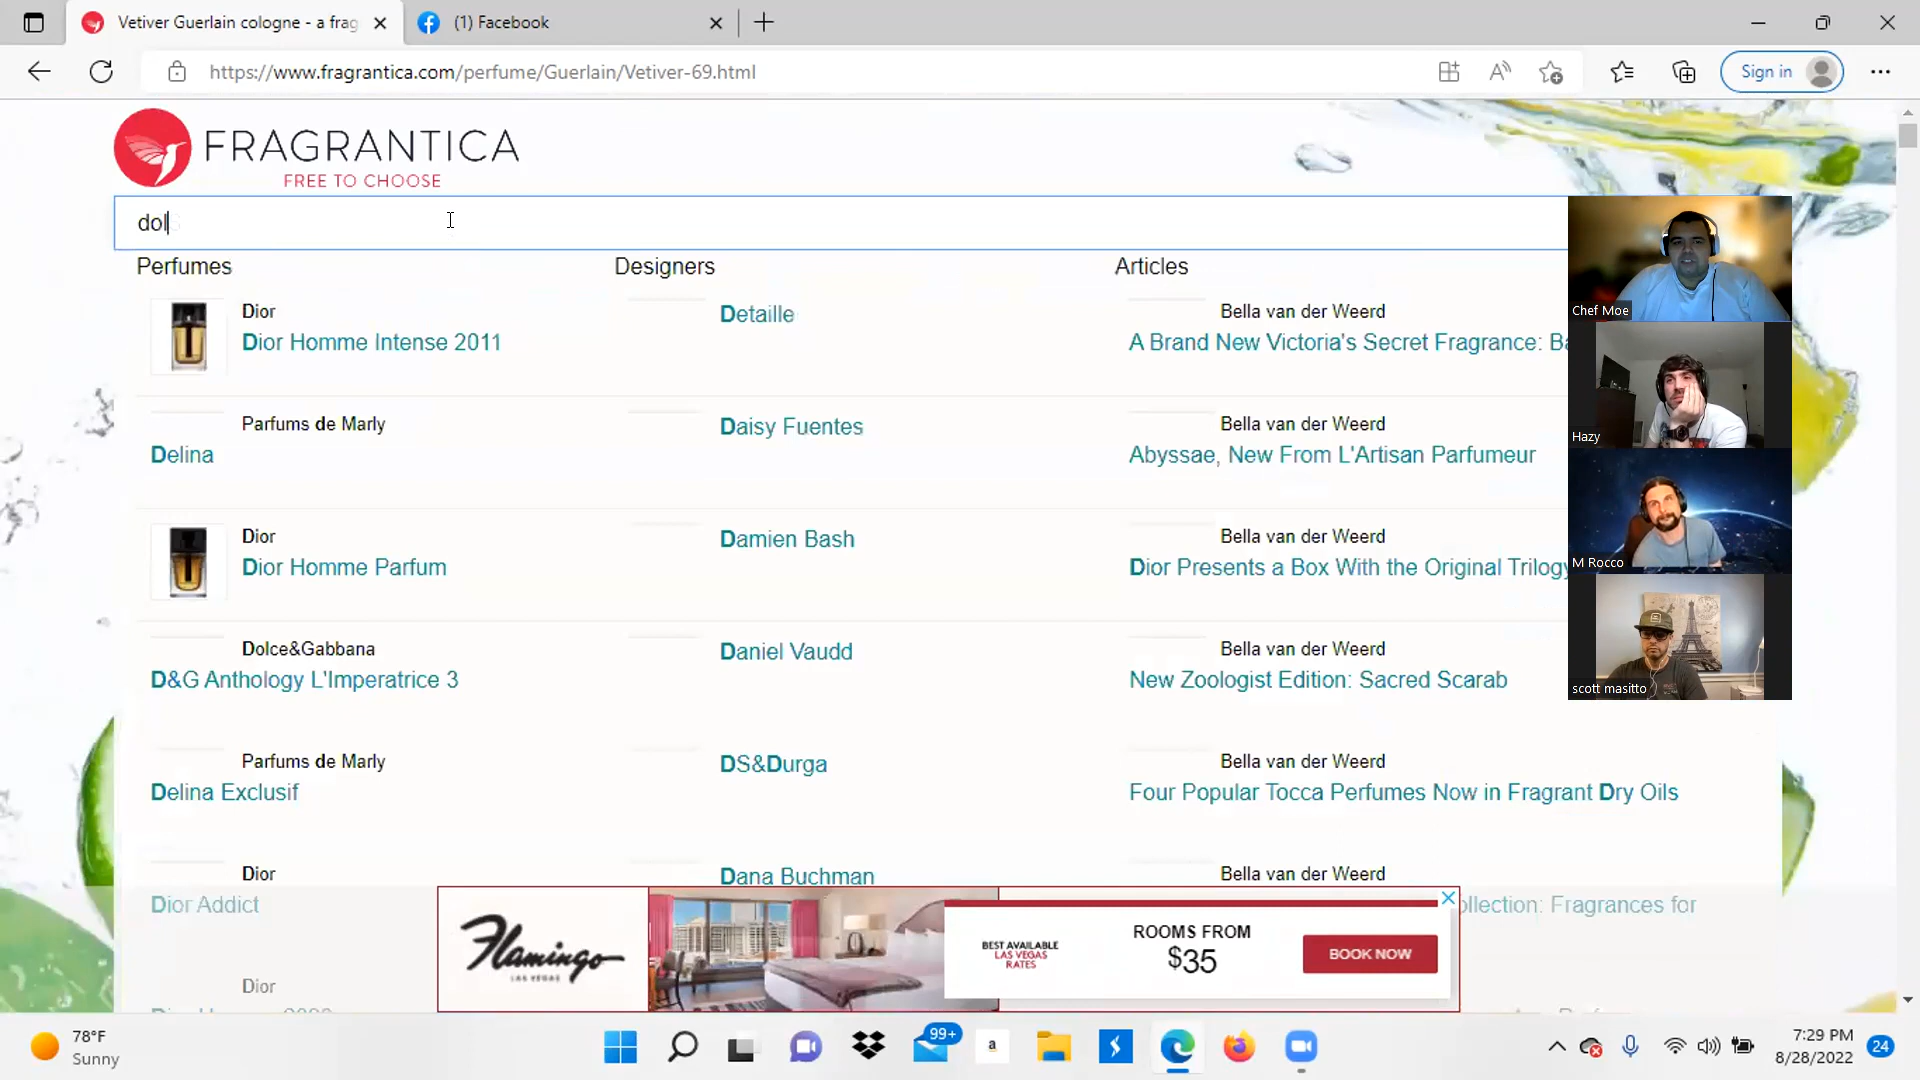 Vetiver Guerlain cologne - a frag
(1) Facebook
https://www.fragrantica.com/perfume/Guerlain/Vetiver-69.html
Sign in
FRAGRANTICA
FREE TO CHOOSE
dol
Perfumes
Designers
Articles
Dior
Dior Homme Intense 2011
Detaille
Bella van der Weerd
A Brand New Victoria's Secret Fragrance: Ba
Parfums de Marly
Delina
Daisy Fuentes
Bella van der Weerd
Abyssae, New From L'Artisan Parfumeur
Dior
Dior Homme Parfum
Damien Bash
Bella van der Weerd
Dior Presents a Box With the Original Trilogy
Dolce&Gabbana
D&G Anthology L'Imperatrice 3
Daniel Vaudd
Bella van der Weerd
New Zoologist Edition: Sacred Scarab
Parfums de Marly
Delina Exclusif
DS&Durga
Bella van der Weerd
Four Popular Tocca Perfumes Now in Fragrant Dry Oils
Dior
Dior Addict
Dana Buchman
Bella van der Weerd
ollection: Fragrances for
Dior
Chef Moe
Hazy
M Rocco
scott masitto
Flamingo
LAS VEGAS
BEST AVAILABLE
LAS VEGAS
RATES
ROOMS FROM
$35
BOOK NOW
78°F
Sunny
99+
a
7:29 PM
8/28/2022
24